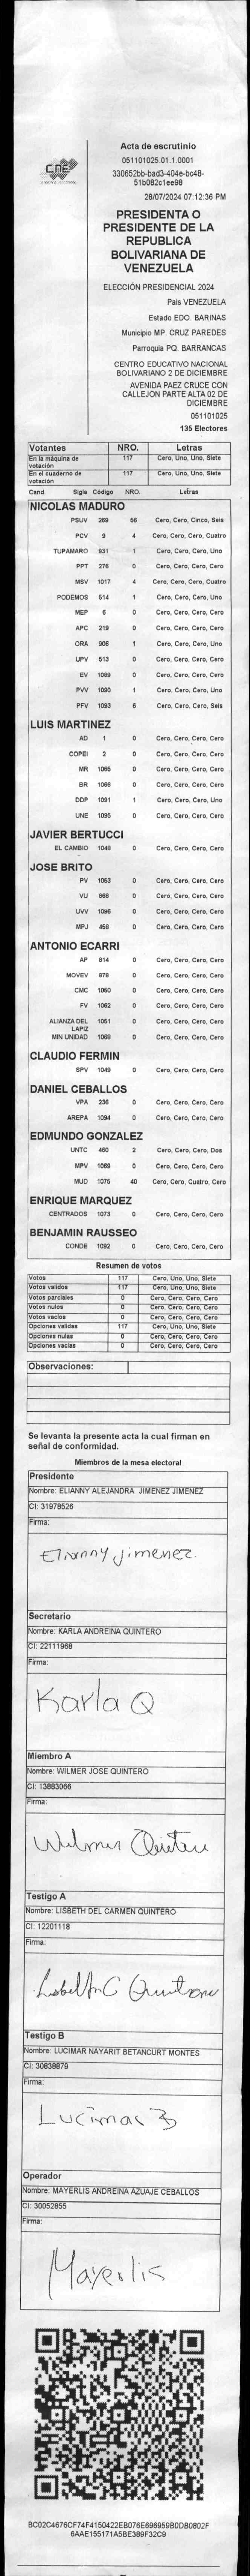 CNE
Acta de escrutinio
051101025.01.1.0001
330652bb-bad3-404e-bc48-
51b082c1ee98
28/07/2024 07:12:36 PM
PRESIDENTA O
PRESIDENTE DE LA
REPUBLICA
BOLIVARIANA DE
VENEZUELA
ELECCIÓN PRESIDENCIAL 2024
País VENEZUELA
Estado EDO. BARINAS
Municipio MP. CRUZ PAREDES
Parroquia PQ. BARRANCAS
CENTRO EDUCATIVO NACIONAL
BOLIVARIANO 2 DE DICIEMBRE
AVENIDA PAEZ CRUCE CON
CALLEJON PARTE ALTA 02 DE
DICIEMBRE
051101025
135 Electores
Votantes NRO. Letras
En la máquina de votación 117 Cero, Uno, Uno, Siete
En el cuaderno de votación 117 Cero, Uno, Uno, Siete
Cand. Sigla Código NRO. Letras
NICOLAS MADURO
PSUV 269 56 Cero, Cero, Cinco, Seis
PCV 9 4 Cero, Cero, Cero, Cuatro
TUPAMARO 931 1 Cero, Cero, Cero, Uno
PPT 276 0 Cero, Cero, Cero, Cero
MSV 1017 4 Cero, Cero, Cero, Cuatro
PODEMOS 514 1 Cero, Cero, Cero, Uno
MEP 6 0 Cero, Cero, Cero, Cero
APC 219 0 Cero, Cero, Cero, Cero
ORA 906 1 Cero, Cero, Cero, Uno
UPV 513 0 Cero, Cero, Cero, Cero
EV 1089 0 Cero, Cero, Cero, Cero
PVV 1090 1 Cero, Cero, Cero, Uno
PFV 1093 6 Cero, Cero, Cero, Seis
LUIS MARTINEZ
AD 1 0 Cero, Cero, Cero, Cero
COPEI 2 0 Cero, Cero, Cero, Cero
MR 1065 0 Cero, Cero, Cero, Cero
BR 1066 0 Cero, Cero, Cero, Cero
DDP 1091 1 Cero, Cero, Cero, Uno
UNE 1095 0 Cero, Cero, Cero, Cero
JAVIER BERTUCCI
EL CAMBIO 1048 0 Cero, Cero, Cero, Cero
JOSE BRITO
PV 1053 0 Cero, Cero, Cero, Cero
VU 868 0 Cero, Cero, Cero, Cero
UVV 1096 0 Cero, Cero, Cero, Cero
MPJ 458 0 Cero, Cero, Cero, Cero
ANTONIO ECARRI
AP 814 0 Cero, Cero, Cero, Cero
MOVEV 878 0 Cero, Cero, Cero, Cero
CMC 1050 0 Cero, Cero, Cero, Cero
FV 1062 0 Cero, Cero, Cero, Cero
ALIANZA DEL LAPIZ 1051 0 Cero, Cero, Cero, Cero
MIN UNIDAD 1069 0 Cero, Cero, Cero, Cero
CLAUDIO FERMIN
SPV 1049 0 Cero, Cero, Cero, Cero
DANIEL CEBALLOS
VPA 236 0 Cero, Cero, Cero, Cero
AREPA 1094 0 Cero, Cero, Cero, Cero
EDMUNDO GONZALEZ
UNTC 460 2 Cero, Cero, Cero, Dos
MPV 1069 0 Cero, Cero, Cero, Cero
MUD 1075 40 Cero, Cero, Cuatro, Cero
ENRIQUE MARQUEZ
CENTRADOS 1073 0 Cero, Cero, Cero, Cero
BENJAMIN RAUSSEO
CONDE 1092 0 Cero, Cero, Cero, Cero
Resumen de votos
Votos 117 Cero, Uno, Uno, Siete
Votos validos 117 Cero, Uno, Uno, Siete
Votos parciales 0 Cero, Cero, Cero, Cero
Votos nulos 0 Cero, Cero, Cero, Cero
Votos vacios 0 Cero, Cero, Cero, Cero
Opciones validas 117 Cero, Uno, Uno, Siete
Opciones nulas 0 Cero, Cero, Cero, Cero
Opciones vacias 0 Cero, Cero, Cero, Cero
Observaciones:
Se levanta la presente acta la cual firman en
señal de conformidad.
Miembros de la mesa electoral
Presidente
Nombre: ELIANNY ALEJANDRA JIMENEZ JIMENEZ
CI: 31978526
Firma:
Elianny Jimenez.
Secretario
Nombre: KARLA ANDREINA QUINTERO
CI: 22111968
Firma:
Karla Q
Miembro A
Nombre: WILMER JOSE QUINTERO
CI: 13883066
Firma:
Wilmer Quintero
Testigo A
Nombre: LISBETH DEL CARMEN QUINTERO
CI: 12201118
Firma:
Testigo B
Nombre: LUCIMAR NAYARIT BETANCURT MONTES
CI: 30838879
Firma:
Lucimar B
Operador
Nombre: MAYERLIS ANDREINA AZUAJE CEBALLOS
CI: 30052855
Firma:
Mayerlis
BC02C4676CF74F4150422EB076E696959B0DB0802F
6AAE155171A5BE389F32C9